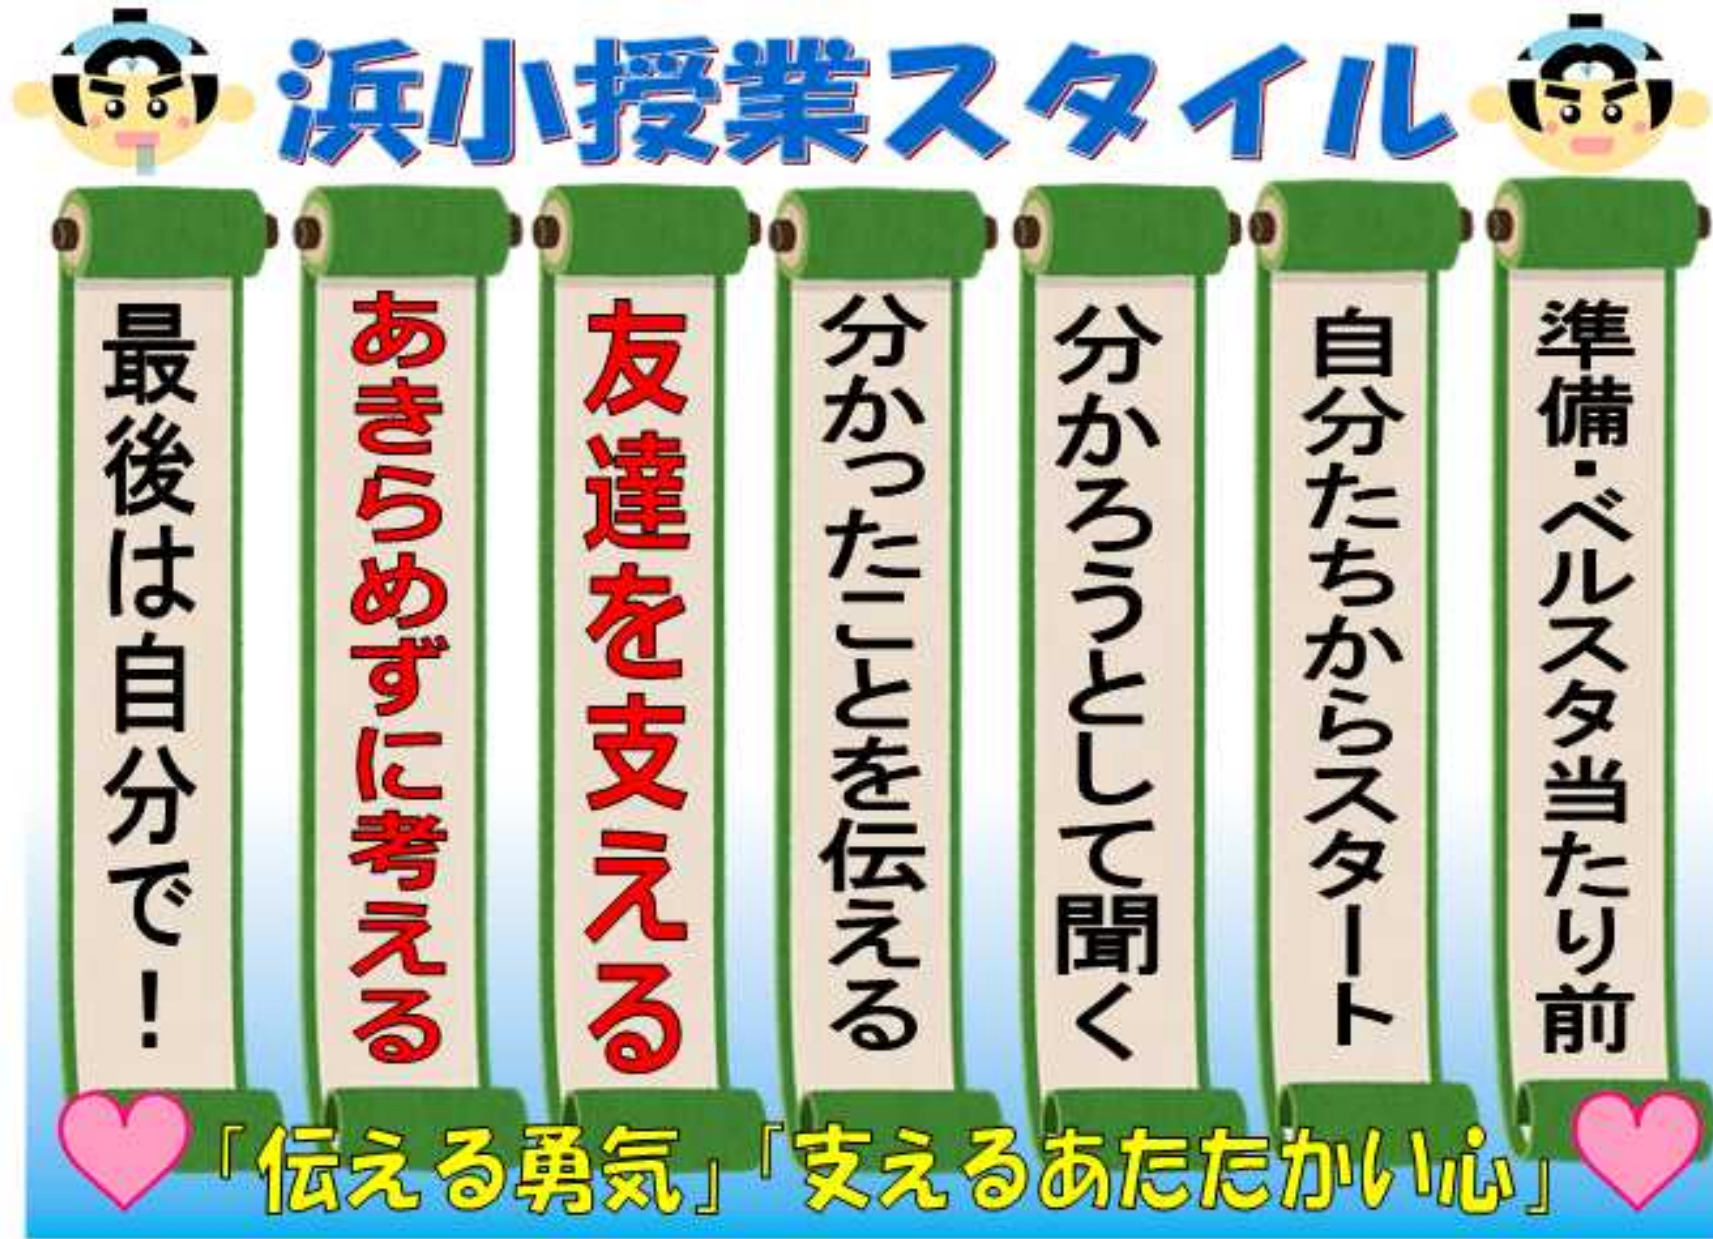 浜小授業スタイル
準備・ベルスタ当たり前
自分たちからスタート
分かろうとして聞く
分かったことを伝える
友達を支える
あきらめずに考える
最後は自分で！
「伝える勇気」「支えるあたたかい心」